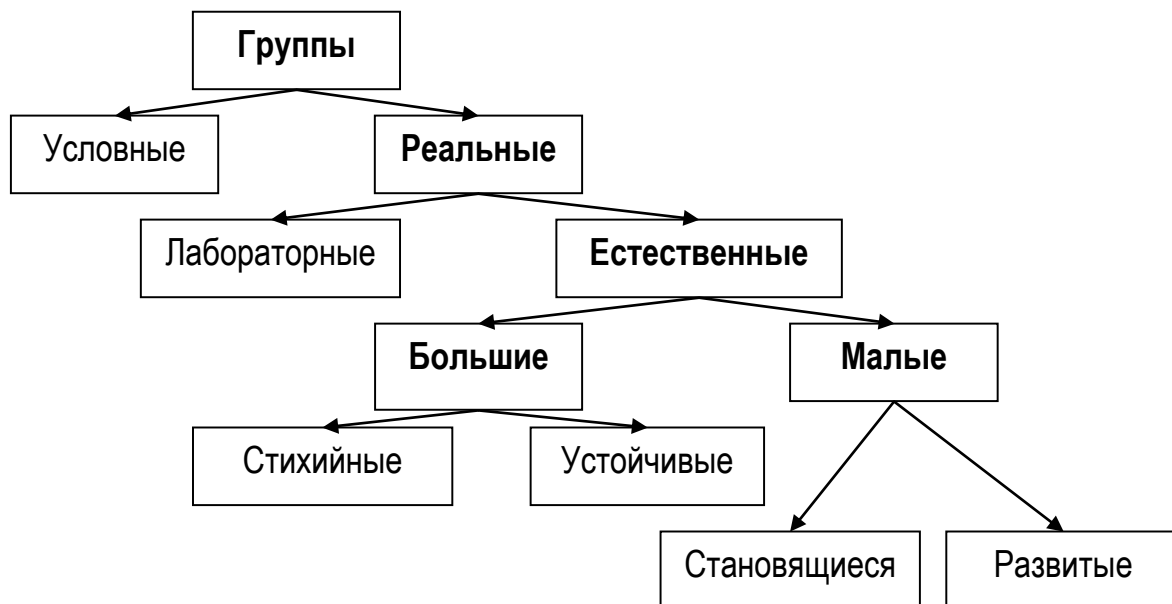 Группы
Условные
Реальные
Лабораторные
Естественные
Большие
Малые
Стихийные
Устойчивые
Становящиеся
Развитые